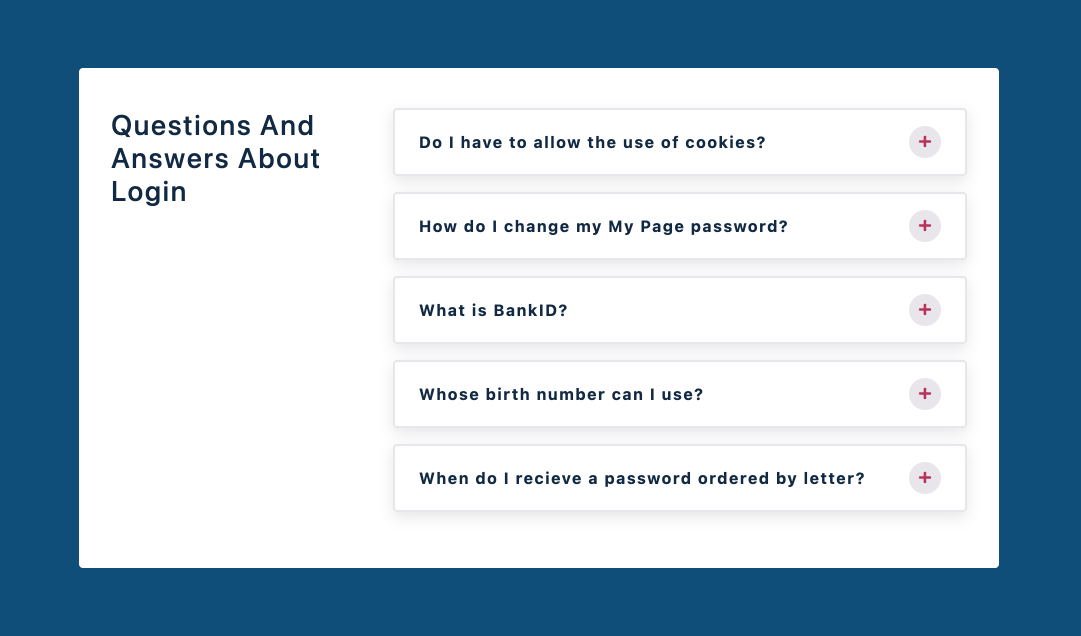 Questions And
Answers About
Login
Do I have to allow the use of cookies?
How do I change my My Page password?
What is BankID?
Whose birth number can I use?
When do I recieve a password ordered by letter?